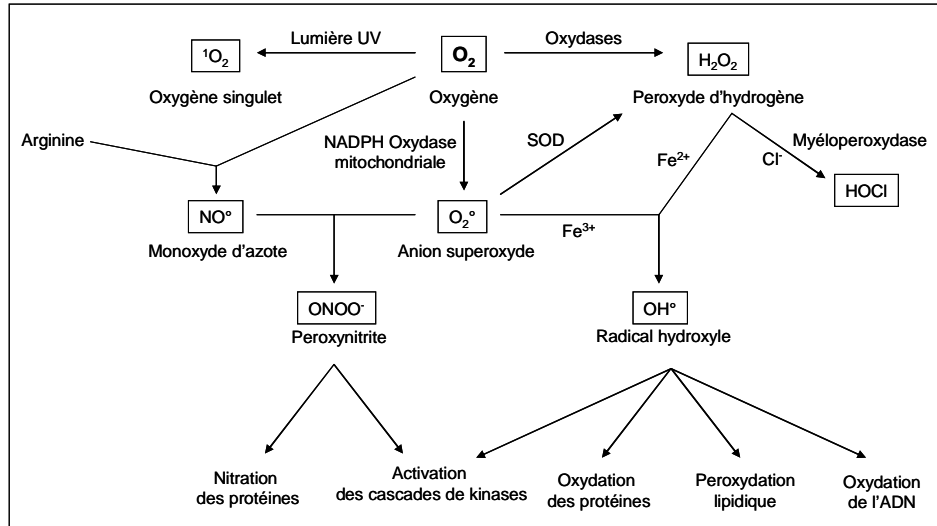 Lumière UV
Oxydases
¹O₂
O₂
H₂O₂
Oxygène singulet
Oxygène
Peroxyde d'hydrogène
Arginine
NADPH Oxydase
mitochondriale
SOD
Fe²⁺
Myéloperoxydase
Cl⁻
HOCl
NO°
O₂°
Fe³⁺
Monoxyde d'azote
Anion superoxyde
ONOO⁻
OH°
Peroxynitrite
Radical hydroxyle
Nitration
des protéines
Activation
des cascades de kinases
Oxydation
des protéines
Peroxydation
lipidique
Oxydation
de l'ADN